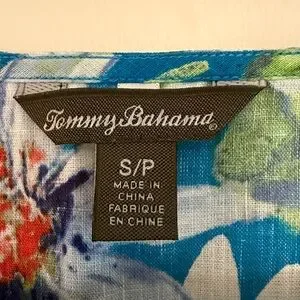 Tommy Bahama®
S/P
MADE IN
CHINA
FABRIQUE
EN CHINE